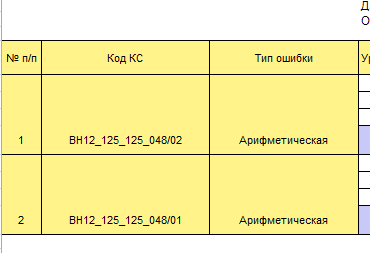 Д
О
№ п/п Код КС Тип ошибки Ур
1 ВН12_125_125_048/02 Арифметическая
2 ВН12_125_125_048/01 Арифметическая